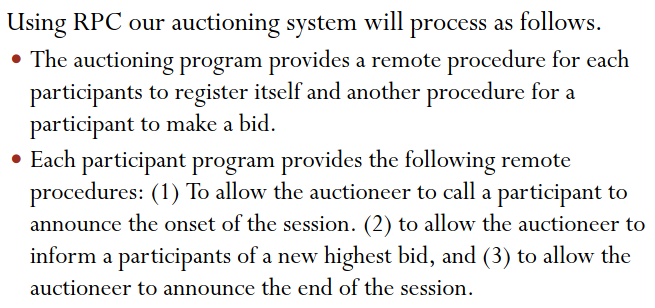 Using RPC our auctioning system will process as follows.
• The auctioning program provides a remote procedure for each
participants to register itself and another procedure for a
participant to make a bid.
• Each participant program provides the following remote
procedures: (1) To allow the auctioneer to call a participant to
announce the onset of the session. (2) to allow the auctioneer to
inform a participants of a new highest bid, and (3) to allow the
auctioneer to announce the end of the session.